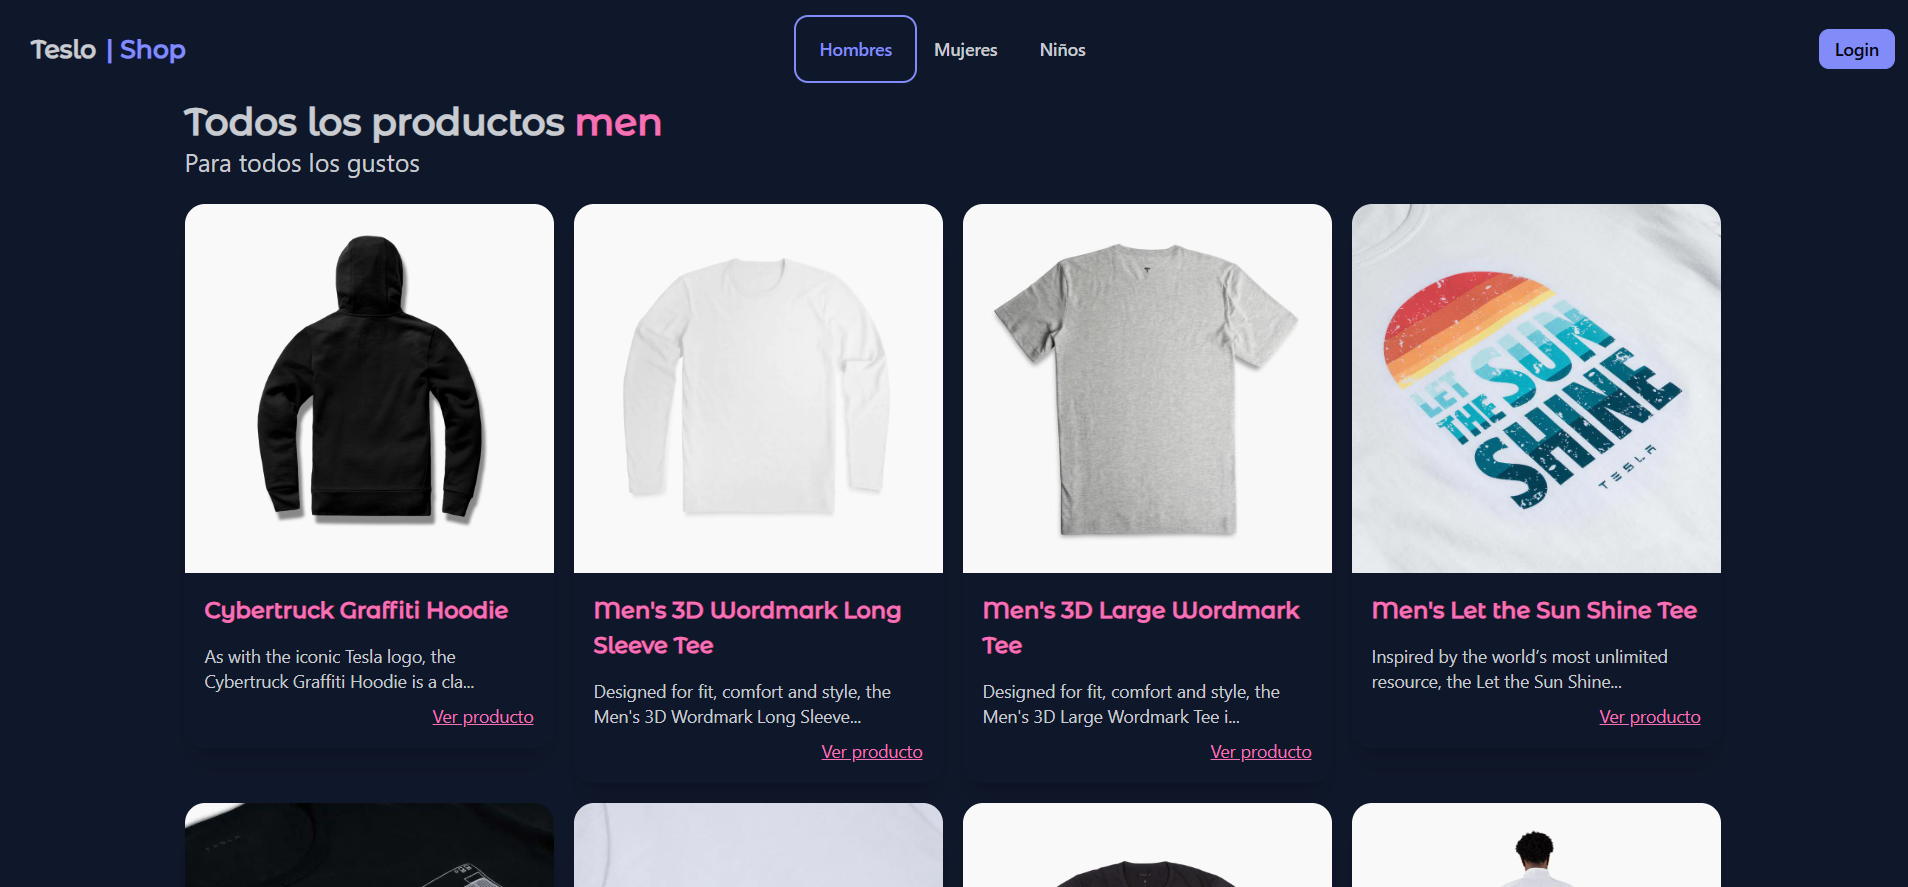 Teslo | Shop
Hombres
Mujeres
Niños
Login
Todos los productos men
Para todos los gustos
LET
THE SUN
SHINE
TESLA
Cybertruck Graffiti Hoodie
As with the iconic Tesla logo, the
Cybertruck Graffiti Hoodie is a cla...
Ver producto
Men's 3D Wordmark Long
Sleeve Tee
Designed for fit, comfort and style, the
Men's 3D Wordmark Long Sleeve...
Ver producto
Men's 3D Large Wordmark
Tee
Designed for fit, comfort and style, the
Men's 3D Large Wordmark Tee i...
Ver producto
Men's Let the Sun Shine Tee
Inspired by the world’s most unlimited
resource, the Let the Sun Shine...
Ver producto